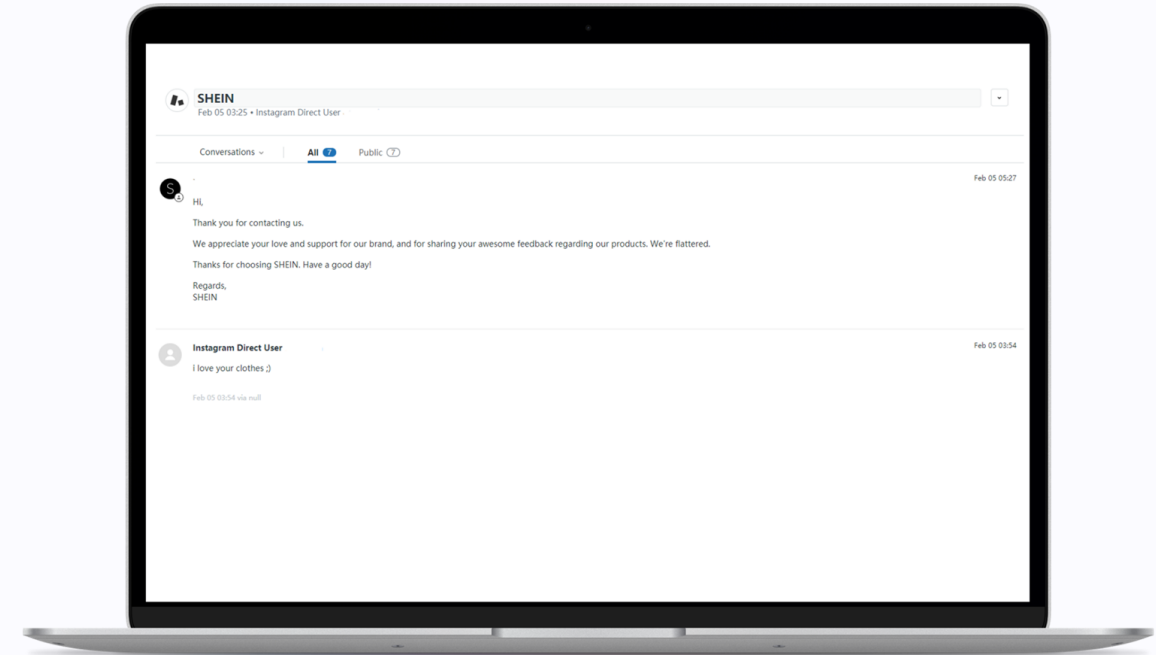 SHEIN
Feb 05 03:25 • Instagram Direct User
Conversations
All 7
Public 7
Feb 05 05:27
S
Hi,
Thank you for contacting us.
We appreciate your love and support for our brand, and for sharing your awesome feedback regarding our products. We're flattered.
Thanks for choosing SHEIN. Have a good day!
Regards,
SHEIN
Instagram Direct User
Feb 05 03:54
i love your clothes ;)
Feb 05 03:54 via null